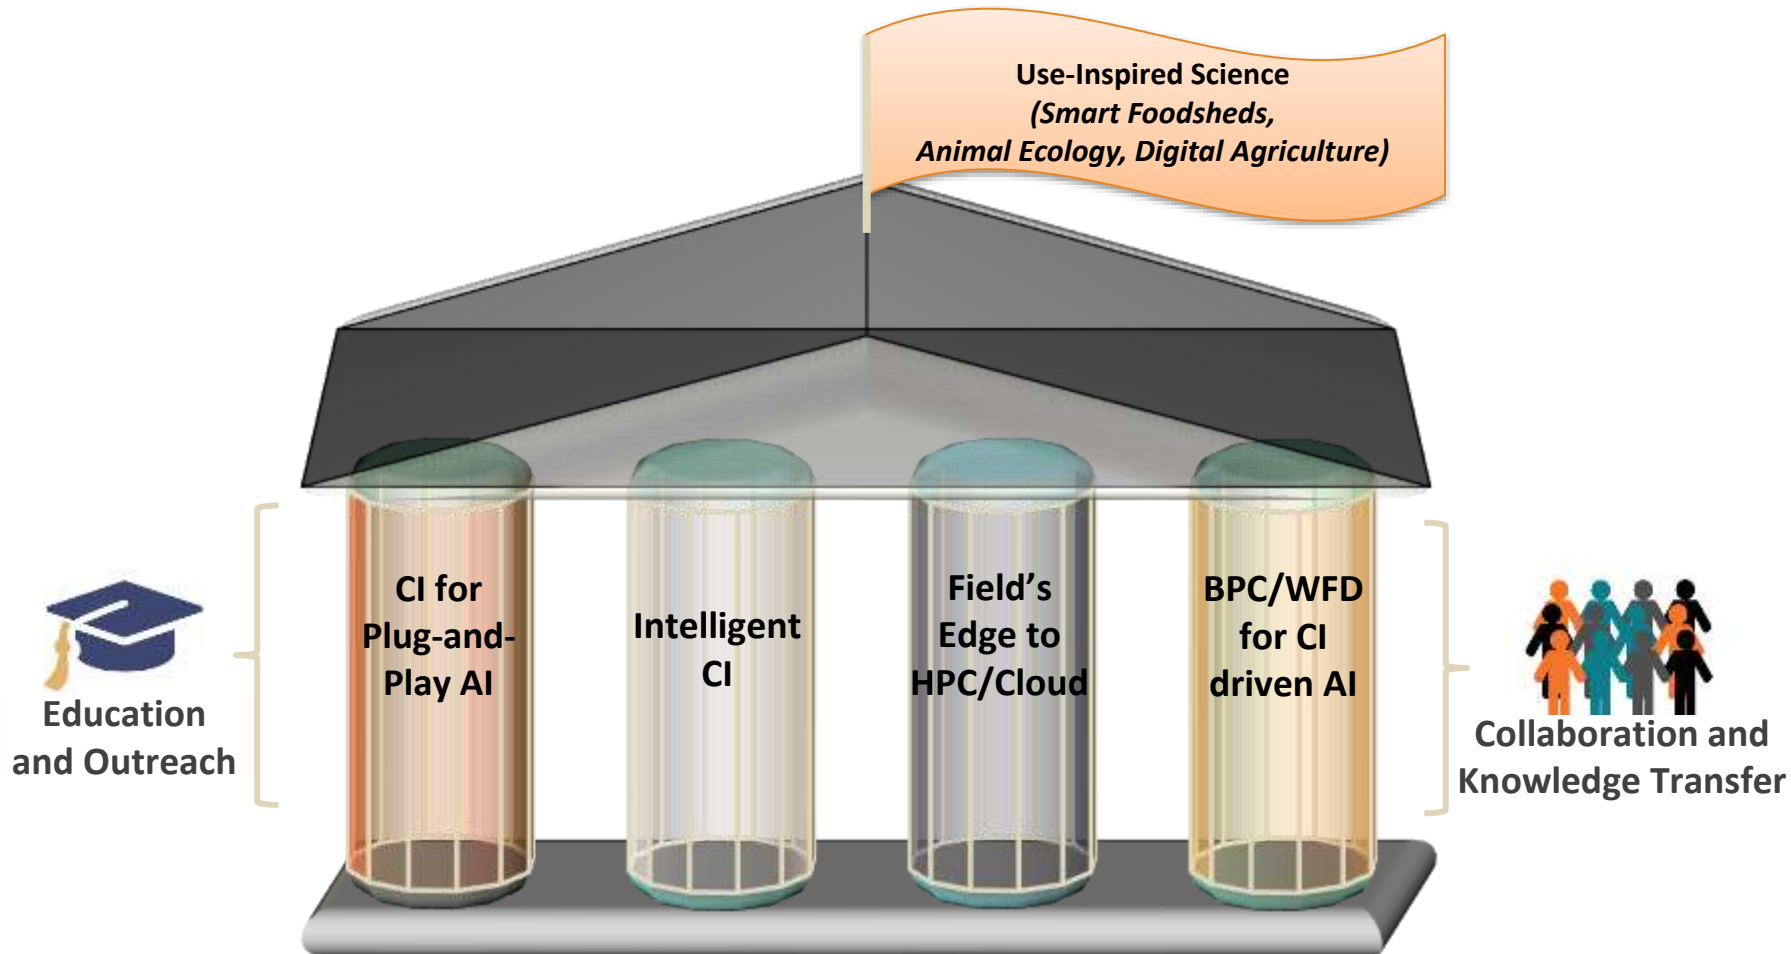 Use-Inspired Science
(Smart Foodsheds,
Animal Ecology, Digital Agriculture)
CI for
Plug-and-
Play AI
Intelligent
CI
Field’s
Edge to
HPC/Cloud
BPC/WFD
for CI
driven AI
Education
and Outreach
Collaboration and
Knowledge Transfer